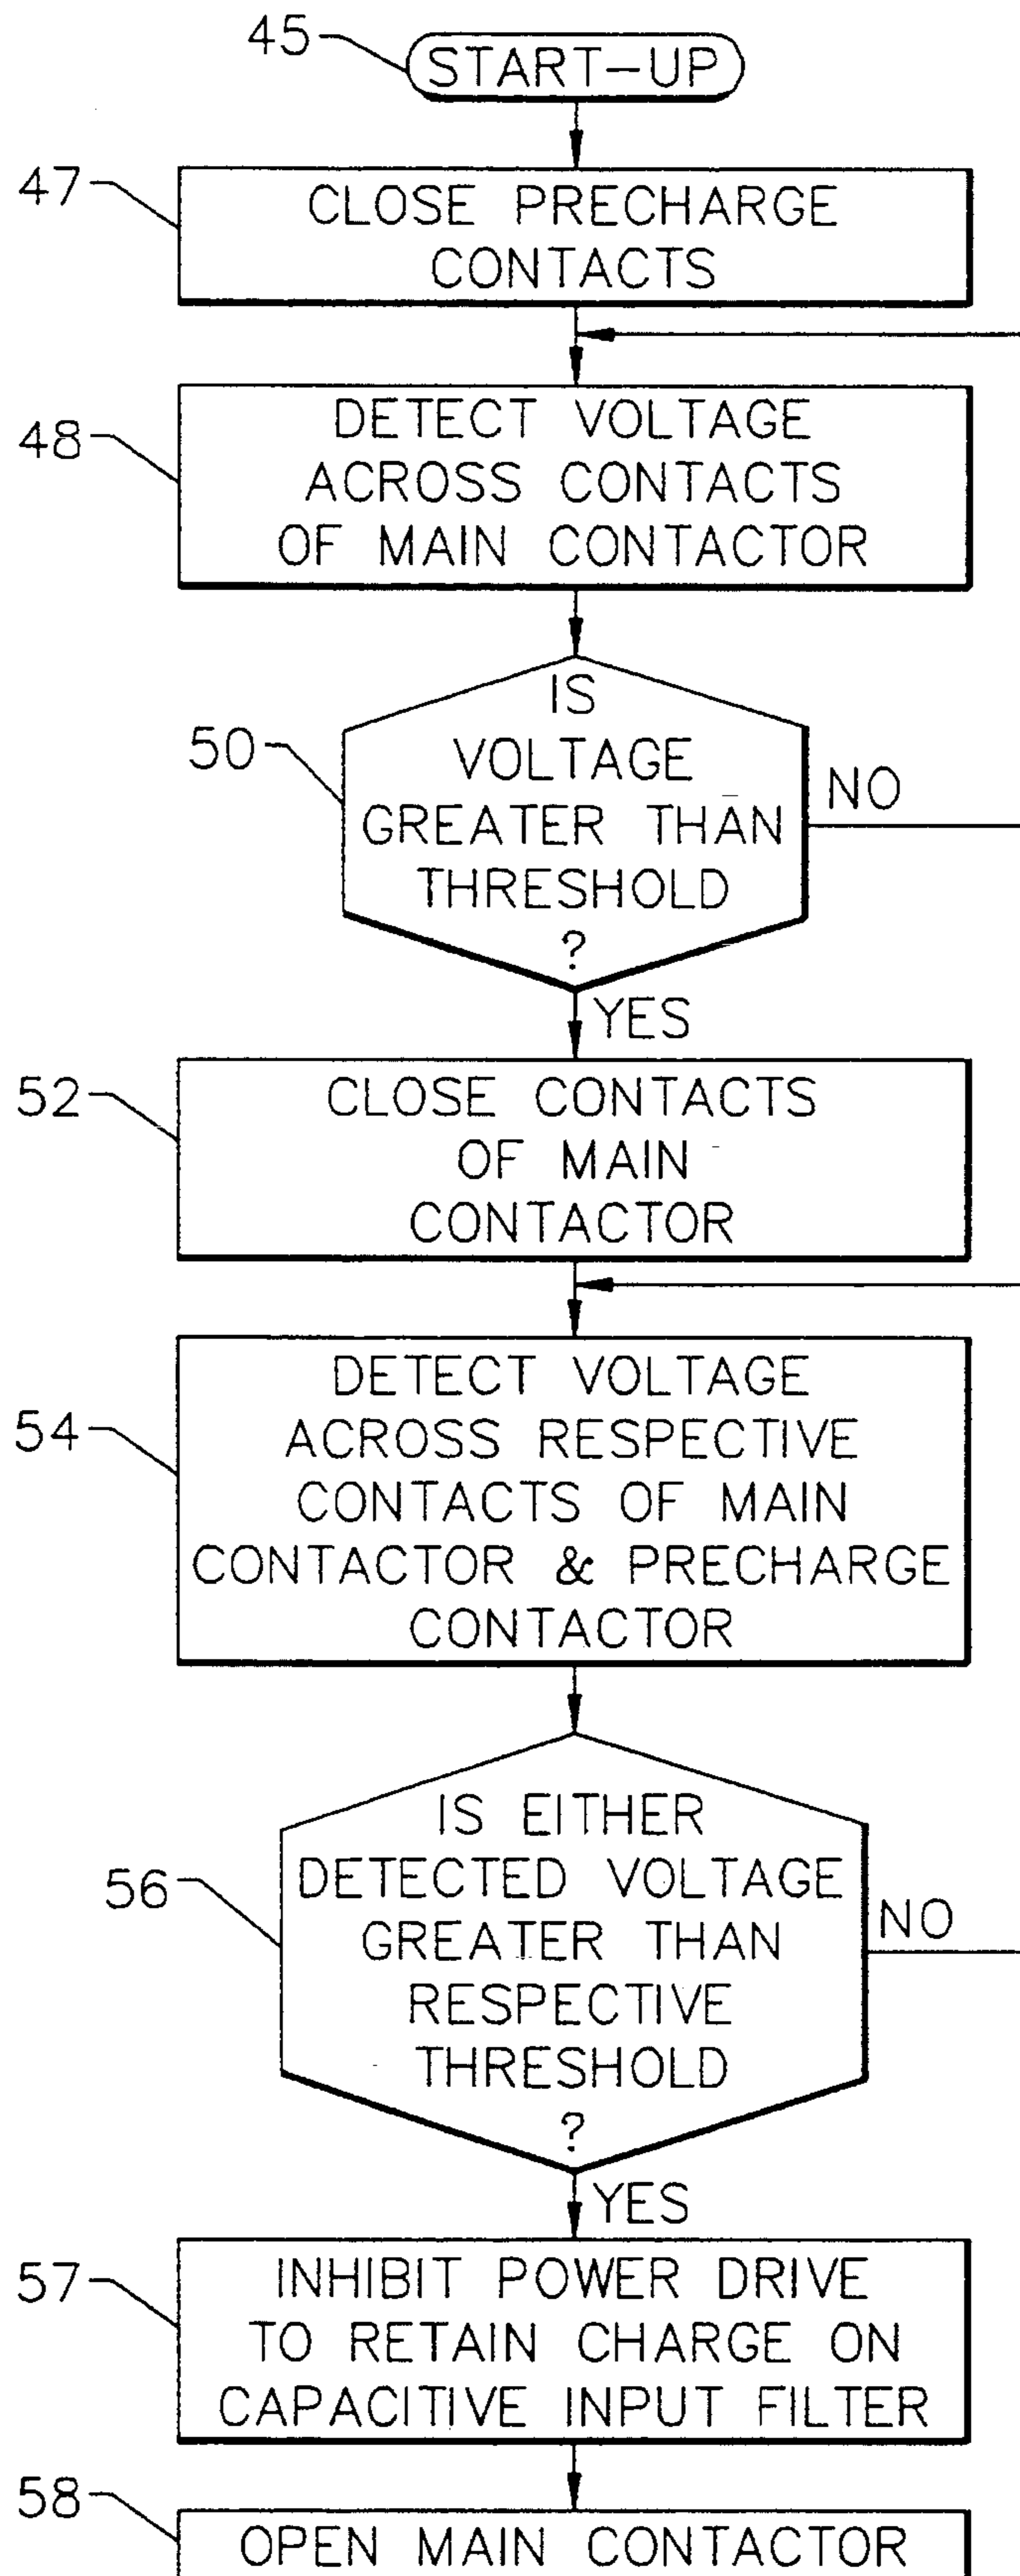 45
START-UP
47
CLOSE PRECHARGE
CONTACTS
48
DETECT VOLTAGE
ACROSS CONTACTS
OF MAIN CONTACTOR
50
IS
VOLTAGE
GREATER THAN
THRESHOLD
?
NO
YES
52
CLOSE CONTACTS
OF MAIN
CONTACTOR
54
DETECT VOLTAGE
ACROSS RESPECTIVE
CONTACTS OF MAIN
CONTACTOR & PRECHARGE
CONTACTOR
56
IS EITHER
DETECTED VOLTAGE
GREATER THAN
RESPECTIVE
THRESHOLD
?
NO
YES
57
INHIBIT POWER DRIVE
TO RETAIN CHARGE ON
CAPACITIVE INPUT FILTER
58
OPEN MAIN CONTACTOR